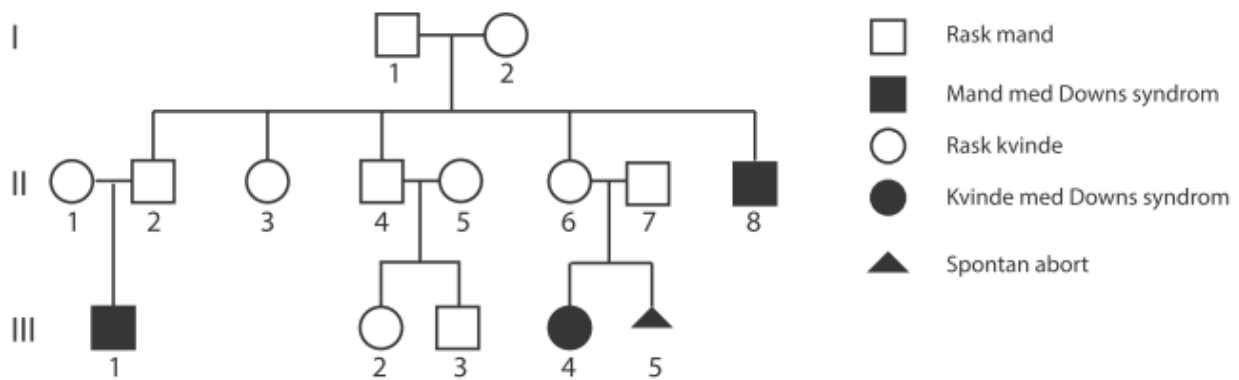 I
1 2
Rask mand
Mand med Downs syndrom
Rask kvinde
Kvinde med Downs syndrom
Spontan abort
II
1 2 3 4 5 6 7 8
III
1 2 3 4 5